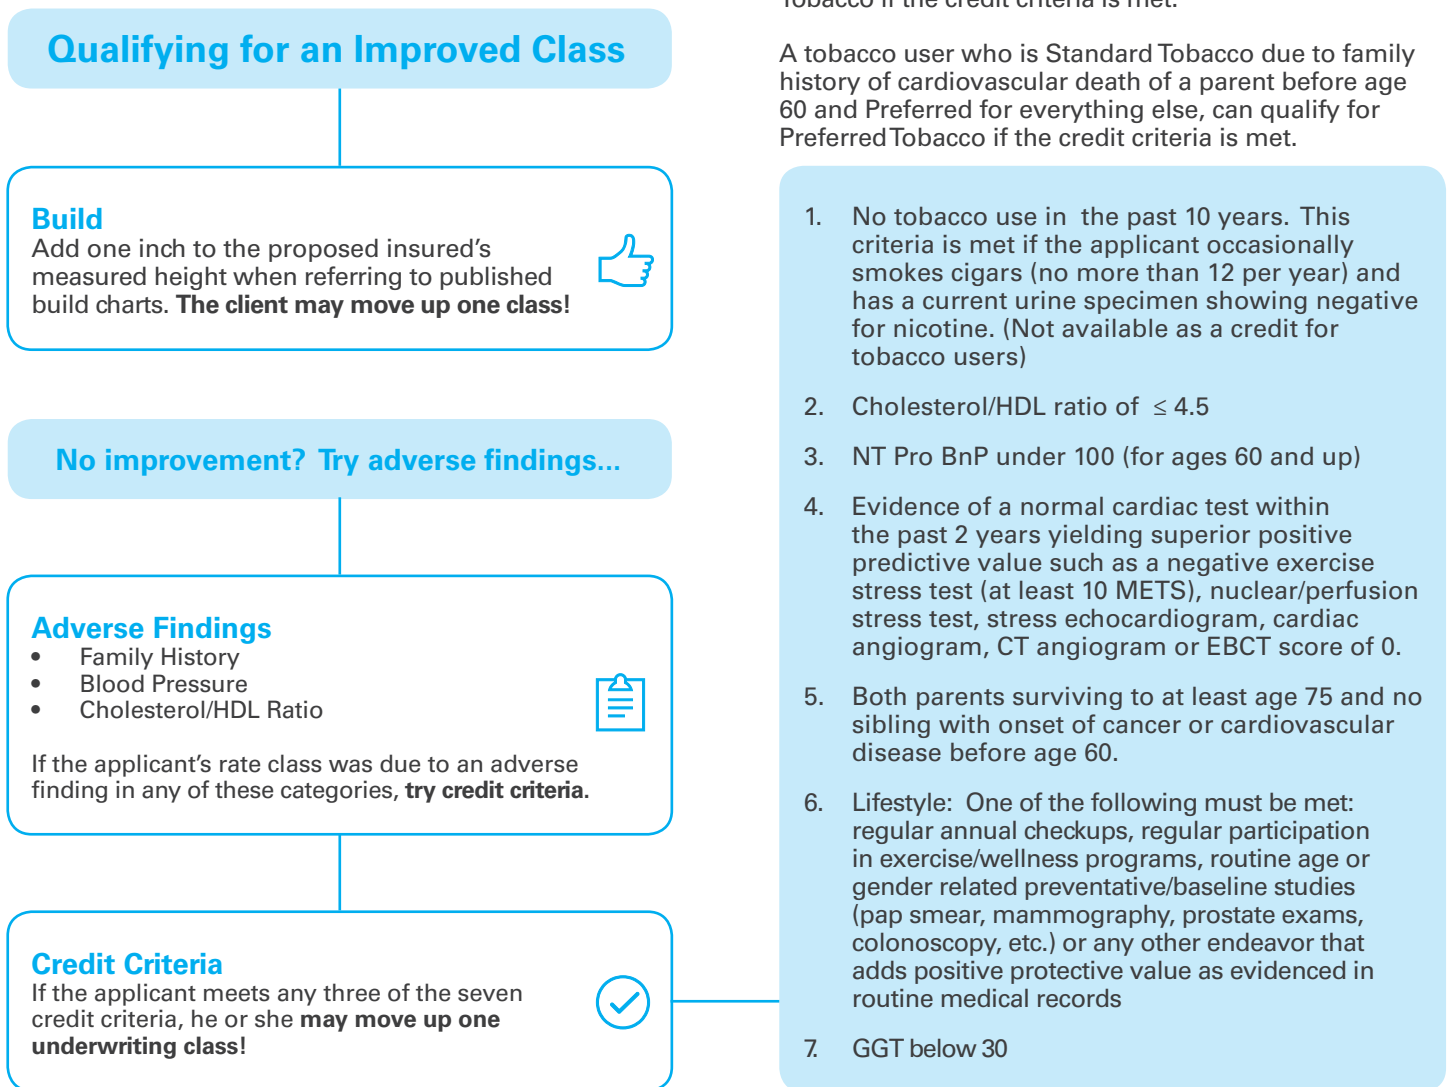 Qualifying for an Improved Class
Build
Add one inch to the proposed insured's
measured height when referring to published
build charts. The client may move up one class!
No improvement? Try adverse findings...
Adverse Findings
• Family History
• Blood Pressure
• Cholesterol/HDL Ratio
If the applicant's rate class was due to an adverse
finding in any of these categories, try credit criteria.
Credit Criteria
If the applicant meets any three of the seven
credit criteria, he or she may move up one
underwriting class!
Tobacco if the credit criteria is met.
A tobacco user who is Standard Tobacco due to family
history of cardiovascular death of a parent before age
60 and Preferred for everything else, can qualify for
Preferred Tobacco if the credit criteria is met.
1. No tobacco use in the past 10 years. This
criteria is met if the applicant occasionally
smokes cigars (no more than 12 per year) and
has a current urine specimen showing negative
for nicotine. (Not available as a credit for
tobacco users)
2. Cholesterol/HDL ratio of ≤ 4.5
3. NT Pro BnP under 100 (for ages 60 and up)
4. Evidence of a normal cardiac test within
the past 2 years yielding superior positive
predictive value such as a negative exercise
stress test (at least 10 METS), nuclear/perfusion
stress test, stress echocardiogram, cardiac
angiogram, CT angiogram or EBCT score of 0.
5. Both parents surviving to at least age 75 and no
sibling with onset of cancer or cardiovascular
disease before age 60.
6. Lifestyle: One of the following must be met:
regular annual checkups, regular participation
in exercise/wellness programs, routine age or
gender related preventative/baseline studies
(pap smear, mammography, prostate exams,
colonoscopy, etc.) or any other endeavor that
adds positive protective value as evidenced in
routine medical records
7. GGT below 30